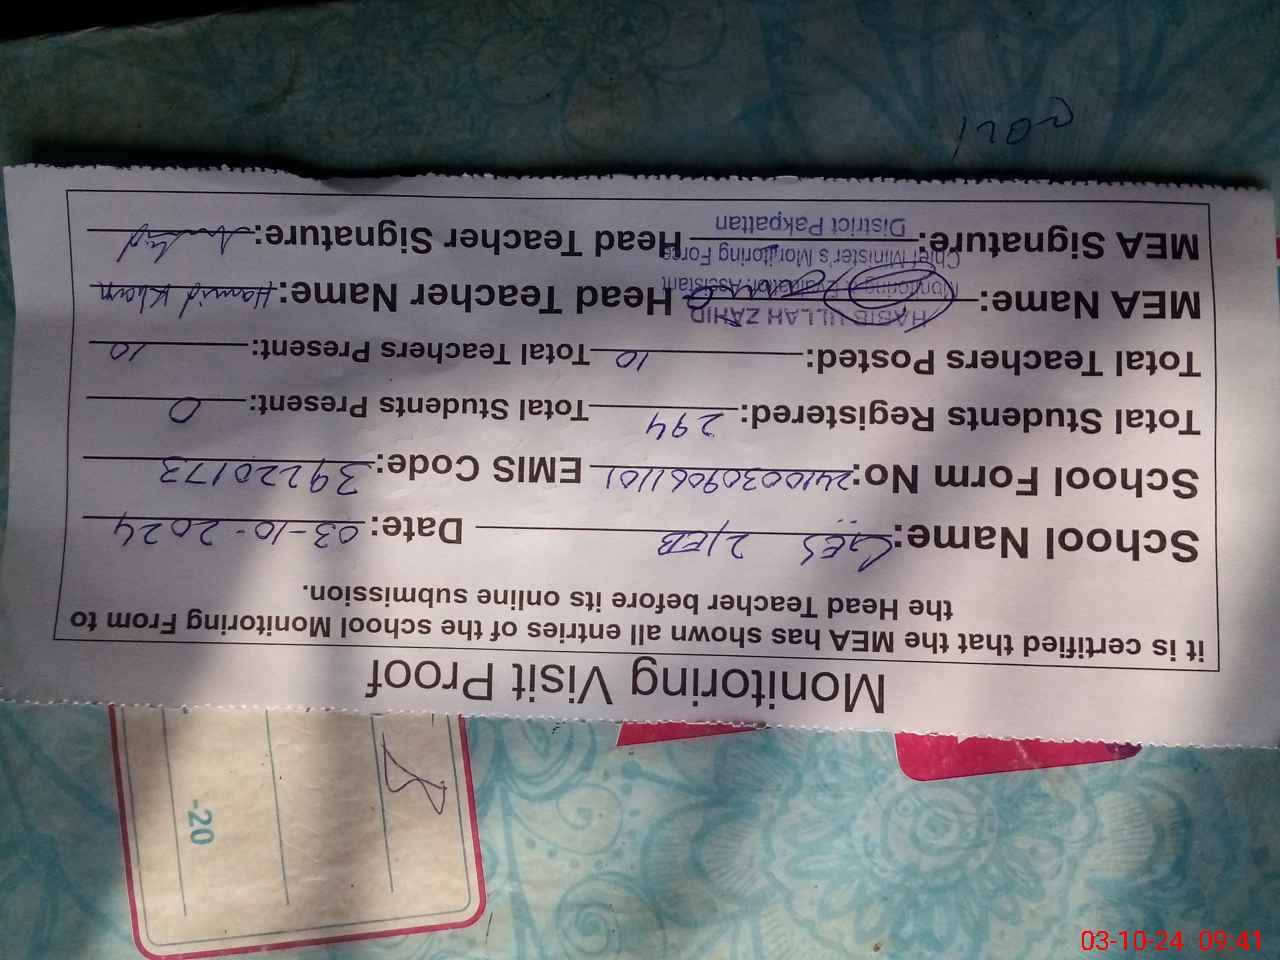 Monitoring Visit Proof
it is certified that the MEA has shown all entries of the school Monitoring From to
the Head Teacher before its online submission.
School Name: GES 21/EB Date: 03-10-2024
School Form No: 24100309061101 EMIS Code: 39220173
Total Students Registered: 294 Total Students Present: 0
Total Teachers Posted: 10 Total Teachers Present: 10
HABIB ULLAH ZAHID
MEA Name: Head Teacher Name: Hamid Khan
Monitoring & Evaluation Assistant
Chief Minister's Monitoring Force
MEA Signature: Head Teacher Signature:
District Pakpattan
-20
03-10-24 09:41